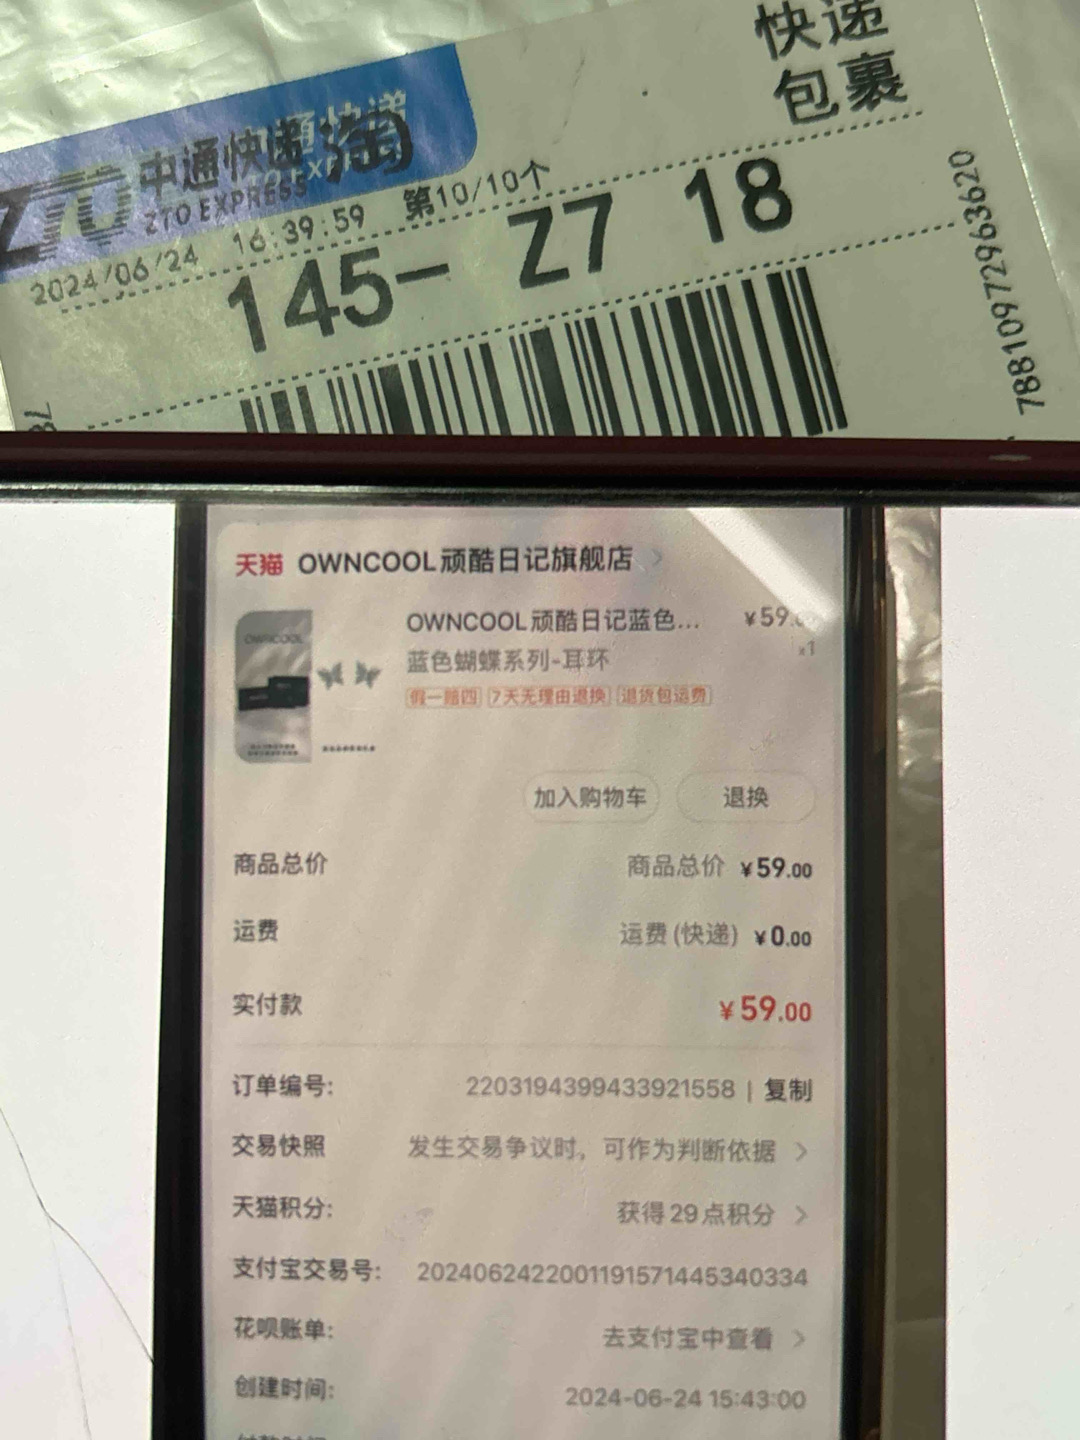 快递
包裹
ZTO 中通快递
ZTO EXPRESS
淘
2024/06/24 16:39:59 第10/10个
145- Z7 18
78810972963620
78
天猫 OWNCOOL顽酷日记旗舰店 >
OWNCOOL顽酷日记蓝色... ¥59.
蓝色蝴蝶系列-耳环 x1
假一赔四 7天无理由退换 退货包运费
OWNCOOL
加入购物车 退换
商品总价 商品总价 ¥59.00
运费 运费(快递) ¥0.00
实付款 ¥59.00
订单编号: 2203194399433921558 | 复制
交易快照 发生交易争议时，可作为判断依据 >
天猫积分: 获得29点积分 >
支付宝交易号: 2024062422001191571445340334
花呗账单: 去支付宝中查看 >
创建时间: 2024-06-24 15:43:00